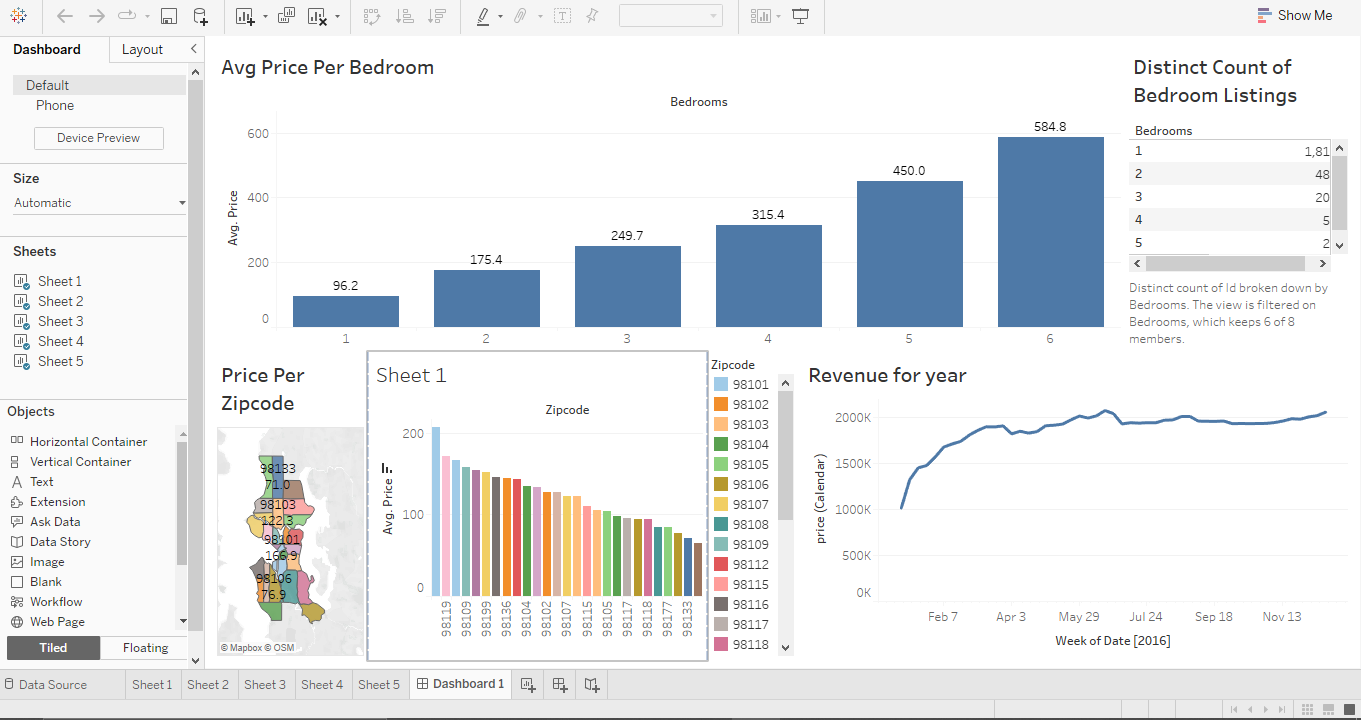 Show Me
Dashboard
Layout
Default
Phone
Device Preview
Size
Automatic
Sheets
Sheet 1
Sheet 2
Sheet 3
Sheet 4
Sheet 5
Objects
Horizontal Container
Vertical Container
Text
Extension
Ask Data
Data Story
Image
Blank
Workflow
Web Page
Tiled
Floating
Avg Price Per Bedroom
Bedrooms
Avg. Price
600
400
200
0
96.2
175.4
249.7
315.4
450.0
584.8
1
2
3
4
5
6
Distinct Count of
Bedroom Listings
Bedrooms
1 1,81
2 48
3 20
4 5
5 2
Distinct count of Id broken down by
Bedrooms. The view is filtered on
Bedrooms, which keeps 6 of 8
members.
Price Per
Zipcode
98133
71.0
98103
122.3
98101
98106
75.9
© Mapbox © OSM
Sheet 1
Zipcode
Avg. Price
200
100
0
98119
98109
98199
98136
98104
98102
98107
98115
98105
98117
98118
98177
98133
Zipcode
98101
98102
98103
98104
98105
98106
98107
98108
98109
98112
98115
98116
98117
98118
Revenue for year
price (Calendar)
2000K
1500K
1000K
500K
0K
Feb 7
Apr 3
May 29
Jul 24
Sep 18
Nov 13
Week of Date [2016]
Data Source
Sheet 1
Sheet 2
Sheet 3
Sheet 4
Sheet 5
Dashboard 1